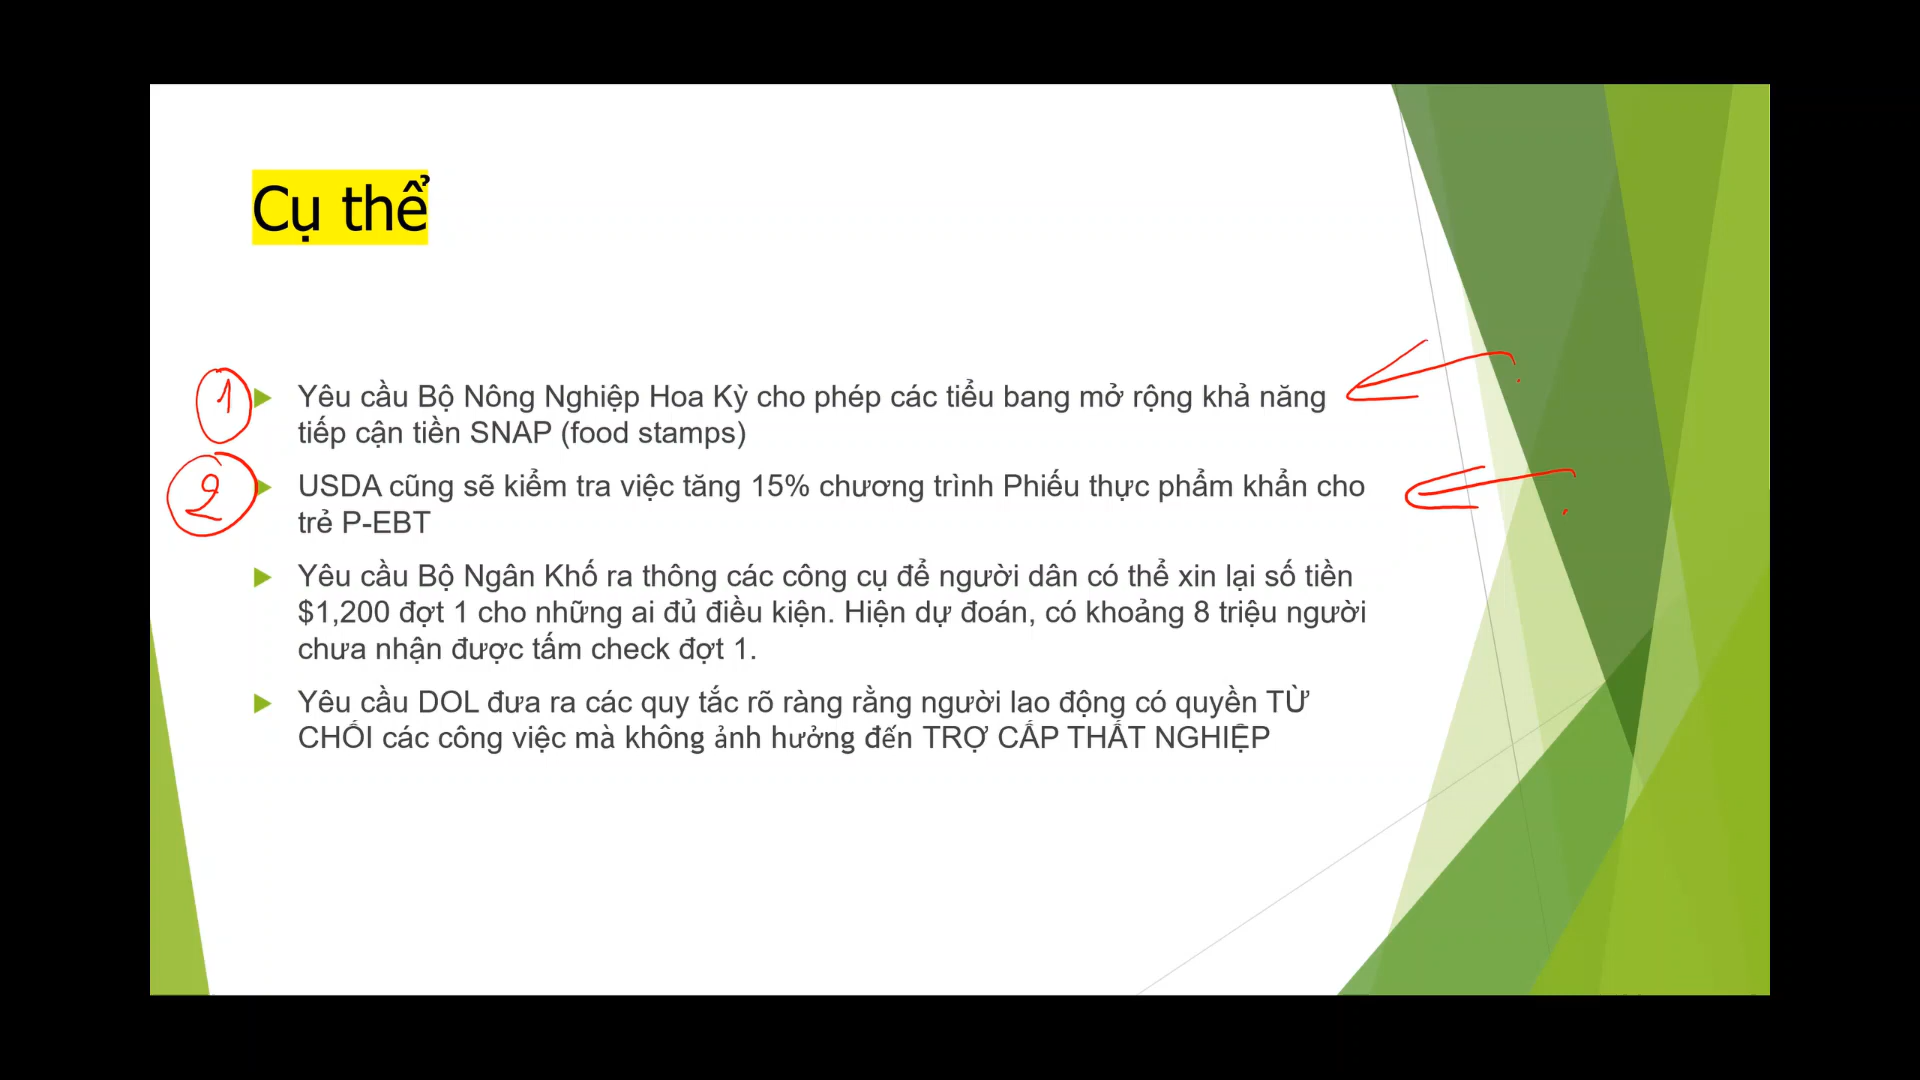 Cụ thể
1 Yêu cầu Bộ Nông Nghiệp Hoa Kỳ cho phép các tiểu bang mở rộng khả năng
tiếp cận tiền SNAP (food stamps)
2 USDA cũng sẽ kiểm tra việc tăng 15% chương trình Phiếu thực phẩm khẩn cho
trẻ P-EBT
Yêu cầu Bộ Ngân Khố ra thông các công cụ để người dân có thể xin lại số tiền
$1,200 đợt 1 cho những ai đủ điều kiện. Hiện dự đoán, có khoảng 8 triệu người
chưa nhận được tấm check đợt 1.
Yêu cầu DOL đưa ra các quy tắc rõ ràng rằng người lao động có quyền TỪ
CHỐI các công việc mà không ảnh hưởng đến TRỢ CẤP THẤT NGHIỆP